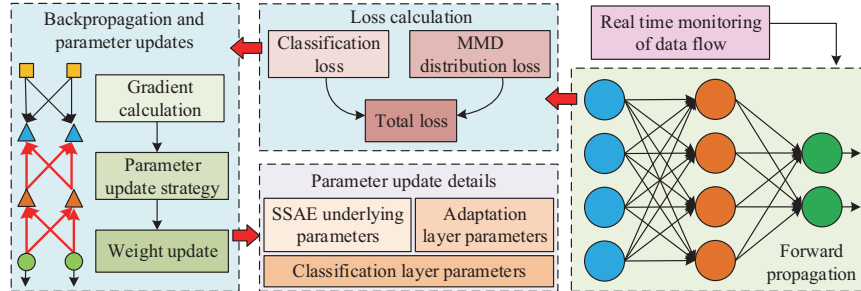 Backpropagation and
parameter updates
Gradient
calculation
Parameter
update strategy
Weight update
Loss calculation
Classification
loss
MMD
distribution loss
Total loss
Parameter update details
SSAE underlying
parameters
Adaptation
layer parameters
Classification layer parameters
Real time monitoring
of data flow
Forward
propagation